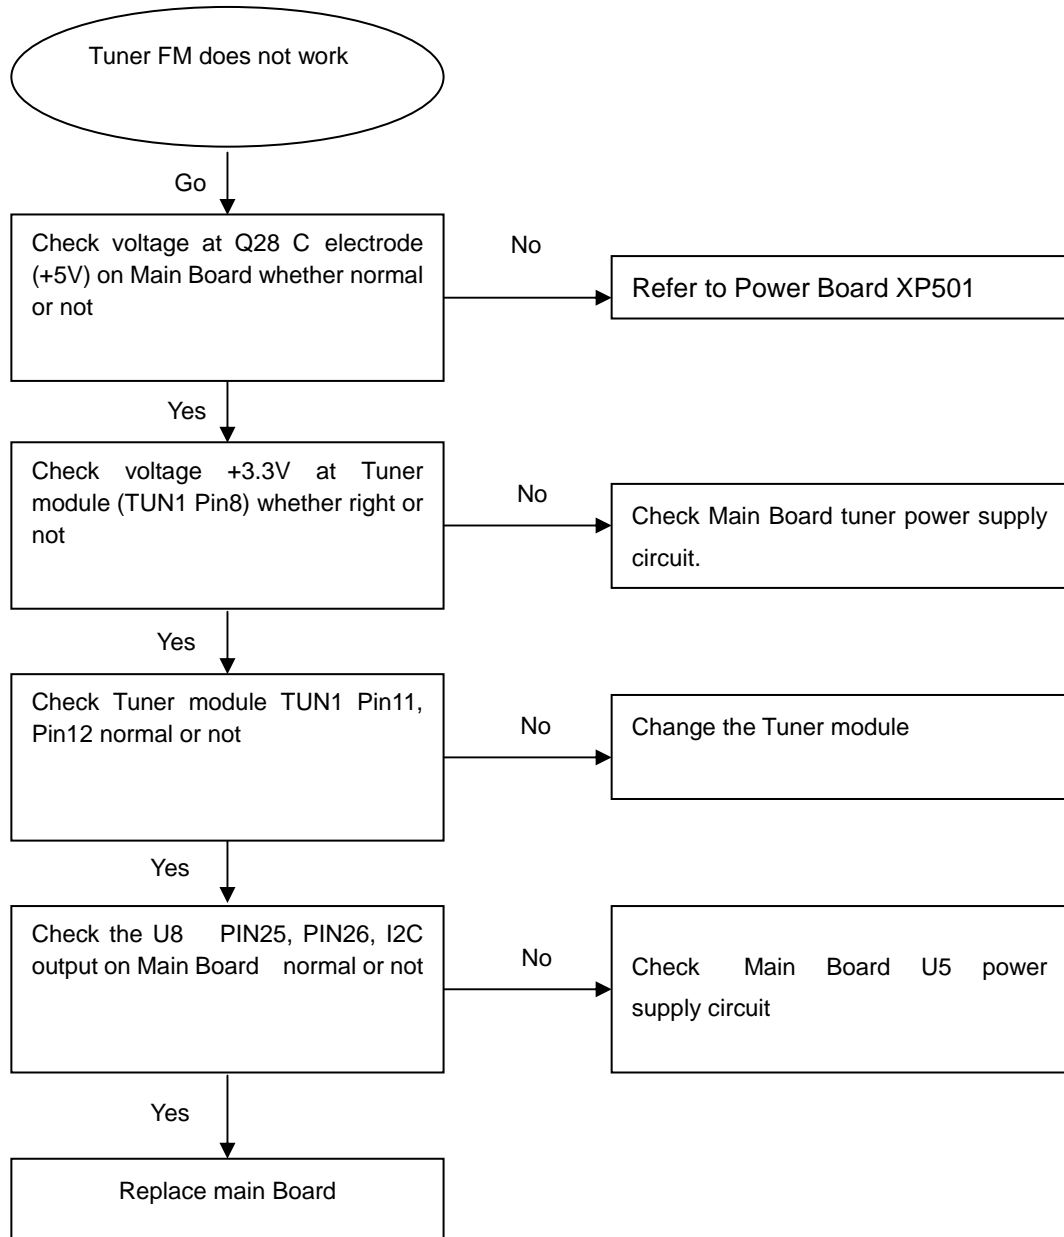 Tuner FM does not work
Go
Check voltage at Q28 C electrode
(+5V) on Main Board whether normal
or not
No
Refer to Power Board XP501
Yes
Check voltage +3.3V at Tuner
module (TUN1 Pin8) whether right or
not
No
Check Main Board tuner power supply
circuit.
Yes
Check Tuner module TUN1 Pin11,
Pin12 normal or not
No
Change the Tuner module
Yes
Check the U8 PIN25, PIN26, I2C
output on Main Board normal or not
No
Check Main Board U5 power
supply circuit
Yes
Replace main Board